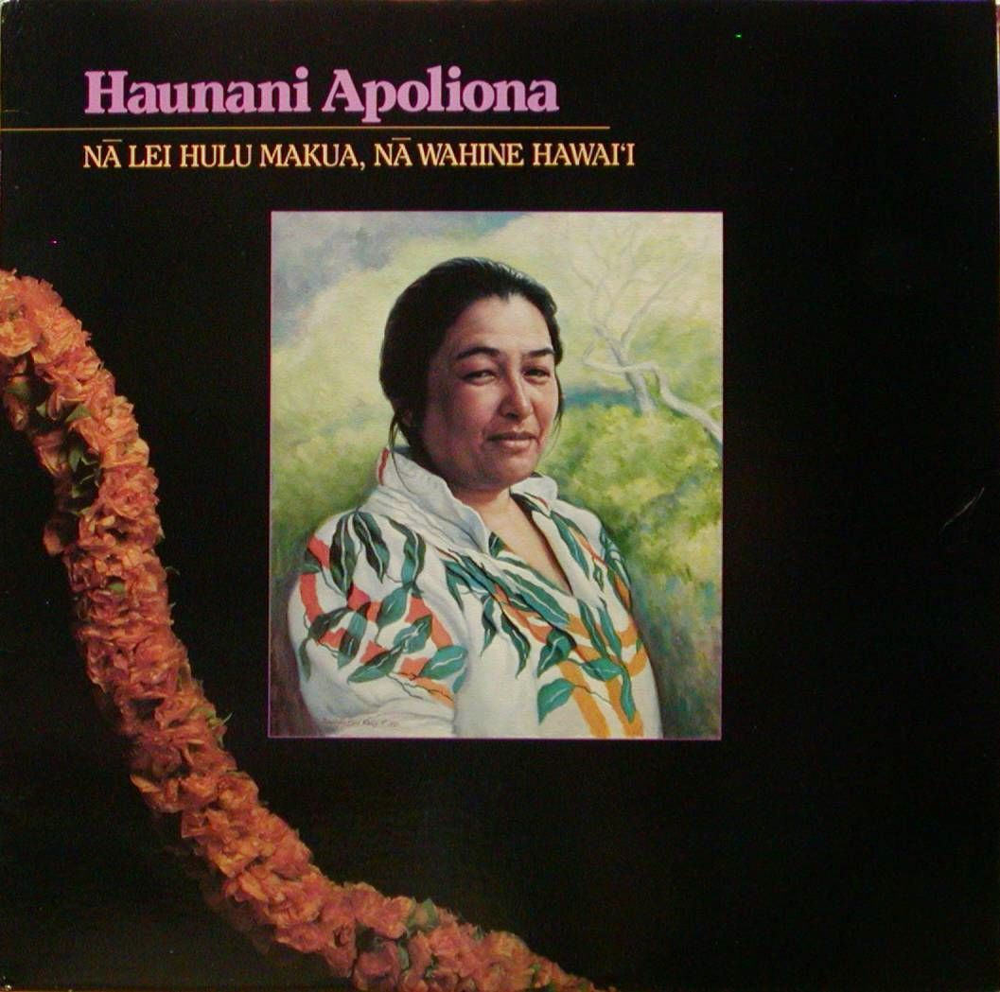 Haunani Apoliona
NĀ LEI HULU MAKUA, NĀ WAHINE HAWAIʻI